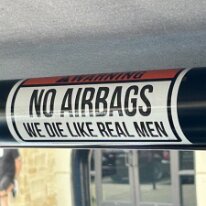 WARNING
NO AIRBAGS
WE DIE LIKE REAL MEN